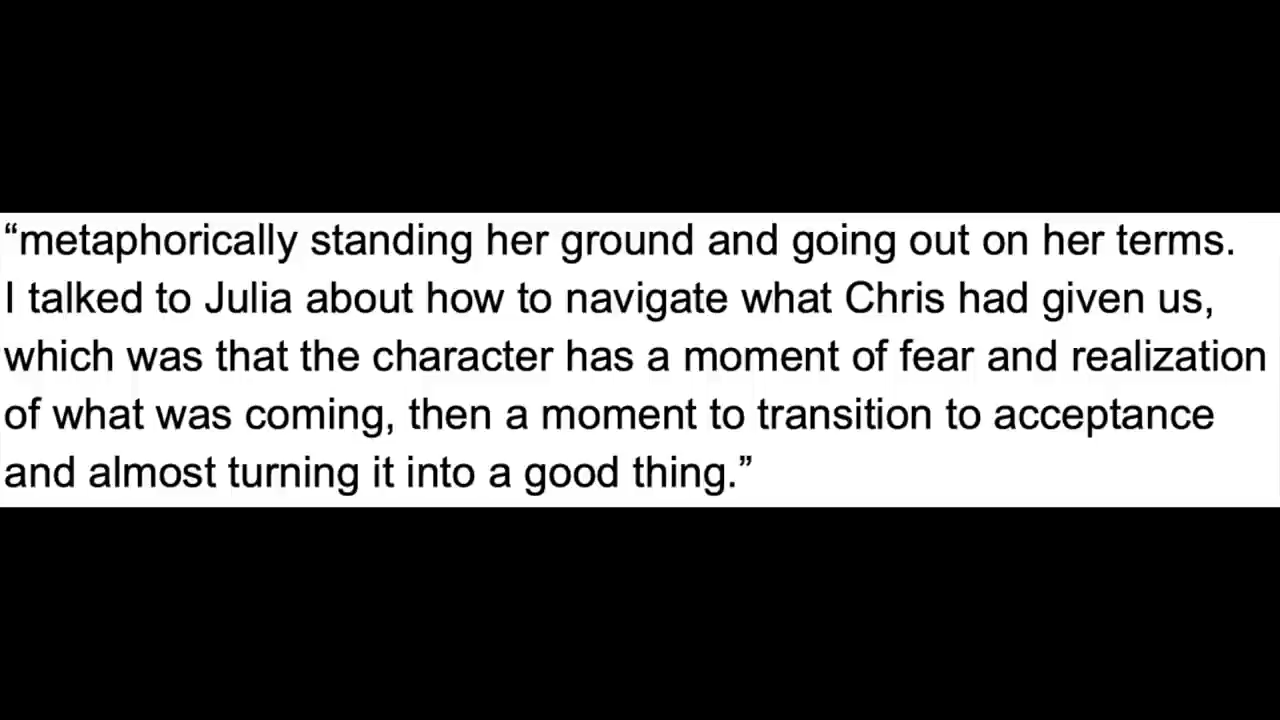 “metaphorically standing her ground and going out on her terms.
I talked to Julia about how to navigate what Chris had given us,
which was that the character has a moment of fear and realization
of what was coming, then a moment to transition to acceptance
and almost turning it into a good thing.”